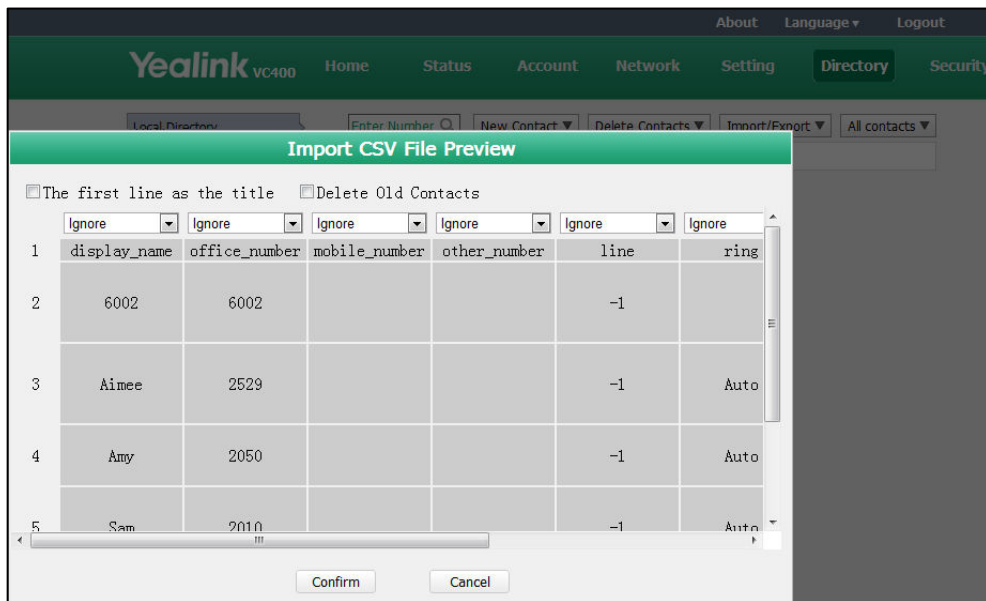 About Language▼ Logout
Yealink VC400 Home Status Account Network Setting Directory Security
Local Directory Enter Number New Contact▼ Delete Contacts▼ Import/Export▼ All contacts▼
Import CSV File Preview
The first line as the title Delete Old Contacts
Ignore Ignore Ignore Ignore Ignore Ignore
1 display_name office_number mobile_number other_number line ring
2 6002 6002 -1
3 Aimee 2529 -1 Auto
4 Amy 2050 -1 Auto
5 Sam 2010 -1 Auto
Confirm Cancel